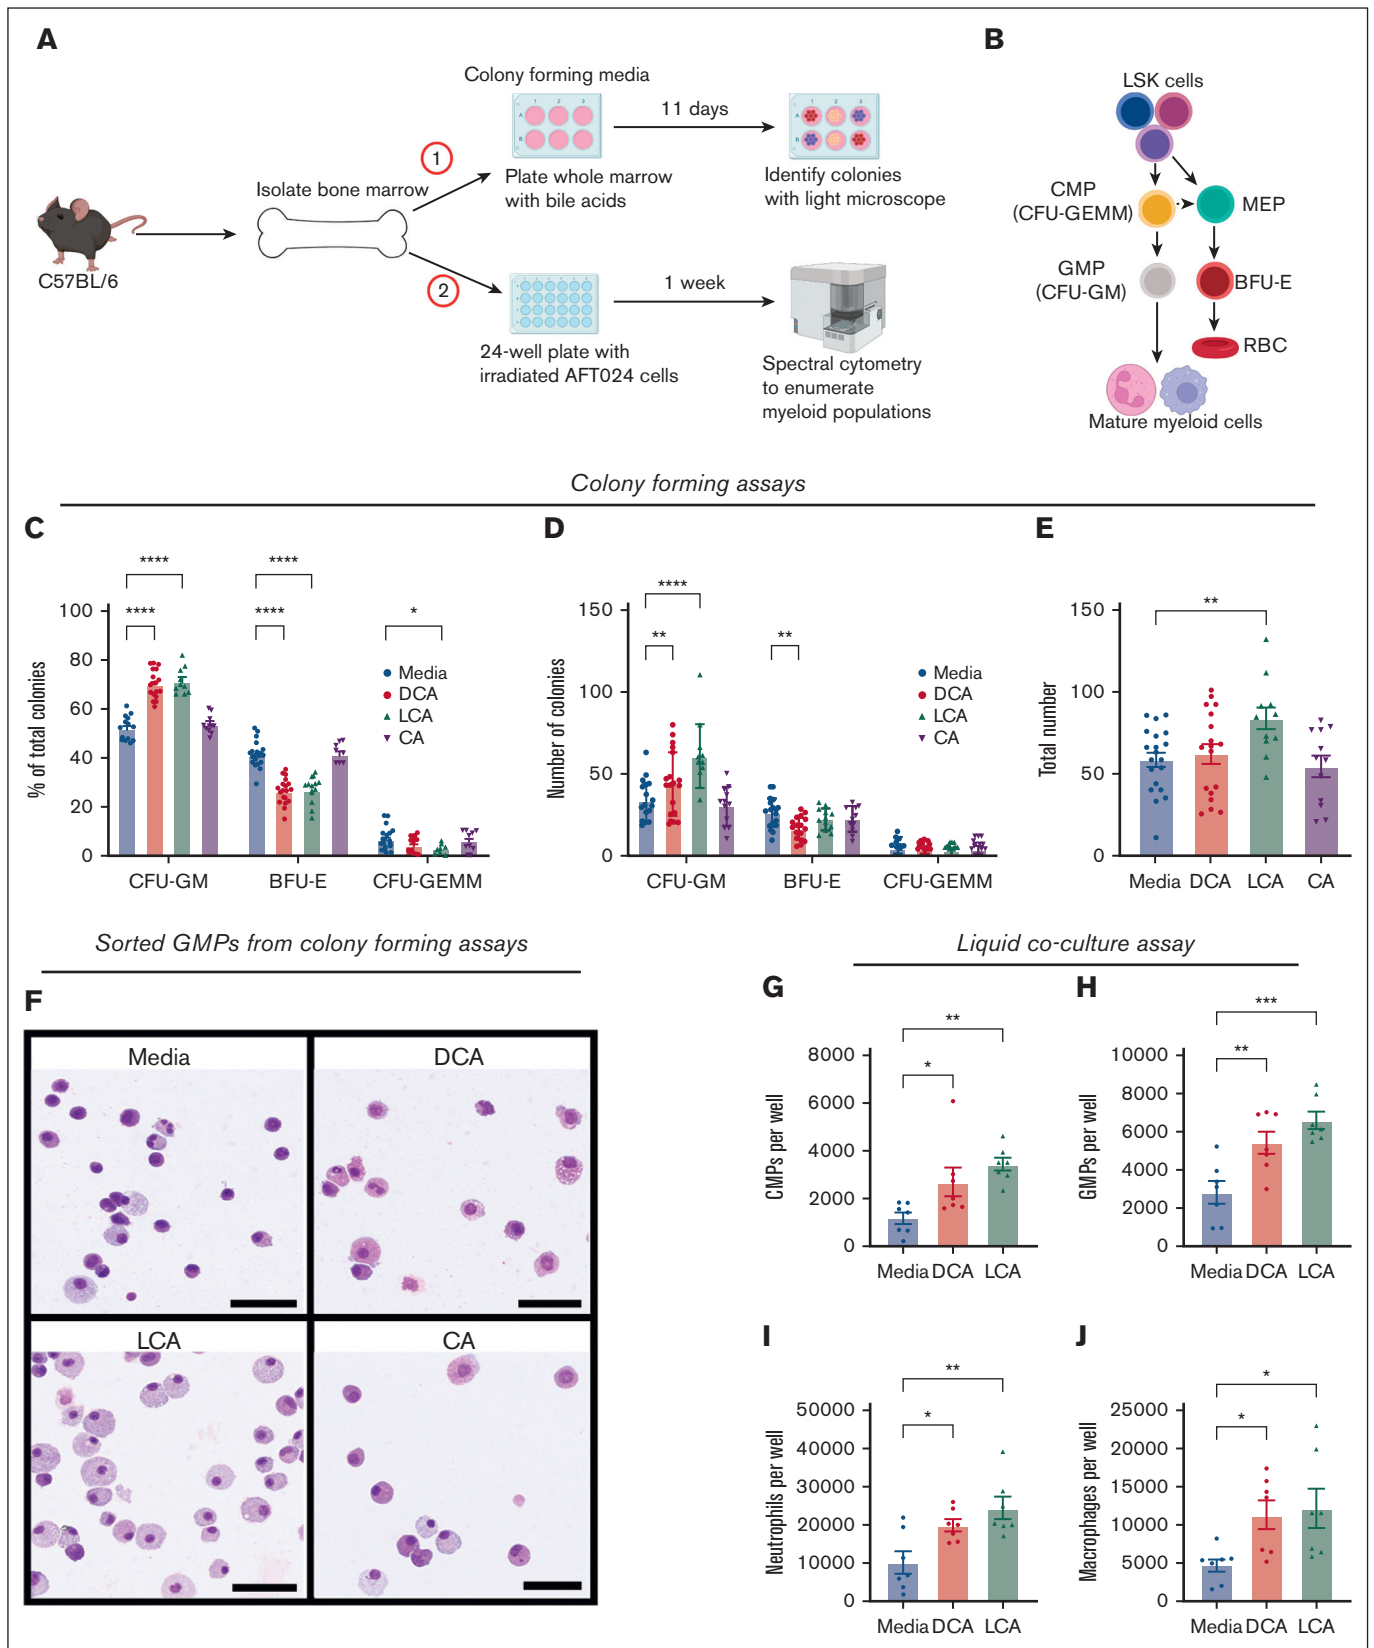 A
Colony forming media
11 days
1
Isolate bone marrow
Plate whole marrow
with bile acids
Identify colonies
with light microscope
C57BL/6
2
1 week
24-well plate with
irradiated AFT024 cells
Spectral cytometry
to enumerate
myeloid populations
B
LSK cells
CMP
(CFU-GEMM)
MEP
GMP
(CFU-GM)
BFU-E
RBC
Mature myeloid cells
Colony forming assays
C
% of total colonies
100
80
60
40
20
0
**** ****
**** ****
*
Media
DCA
LCA
CA
CFU-GM BFU-E CFU-GEMM
D
Number of colonies
150
100
50
0
****
** **
Media
DCA
LCA
CA
CFU-GM BFU-E CFU-GEMM
E
Total number
150
100
50
0
**
Media DCA LCA CA
Sorted GMPs from colony forming assays
F
Media DCA
LCA CA
Liquid co-culture assay
G
CMPs per well
8000
6000
4000
2000
0
**
*
Media DCA LCA
H
GMPs per well
10000
8000
6000
4000
2000
0
***
**
Media DCA LCA
I
Neutrophils per well
50000
40000
30000
20000
10000
0
**
*
Media DCA LCA
J
Macrophages per well
25000
20000
15000
10000
5000
0
*
*
Media DCA LCA